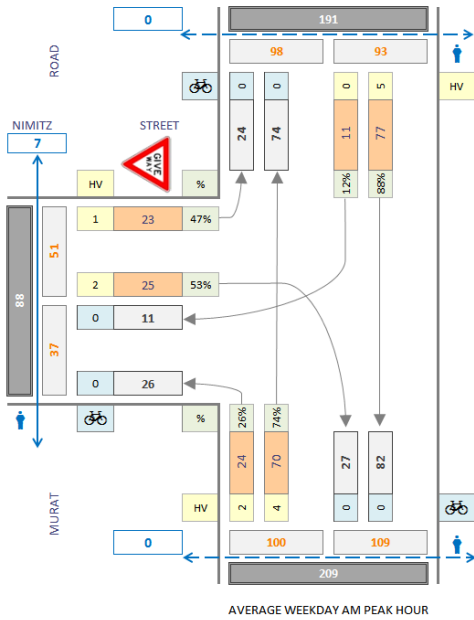 0
191
98 93
ROAD
0 0 0 5 HV
NIMITZ STREET
7
GIVE
WAY
24 74 11 77
HV %
12% 88%
1 23 47%
51
2 25 53%
88
0 11
37
0 26
%
26% 74%
24 70 27 82
MURAT
HV 2 4 0 0
0
100 109
209
AVERAGE WEEKDAY AM PEAK HOUR